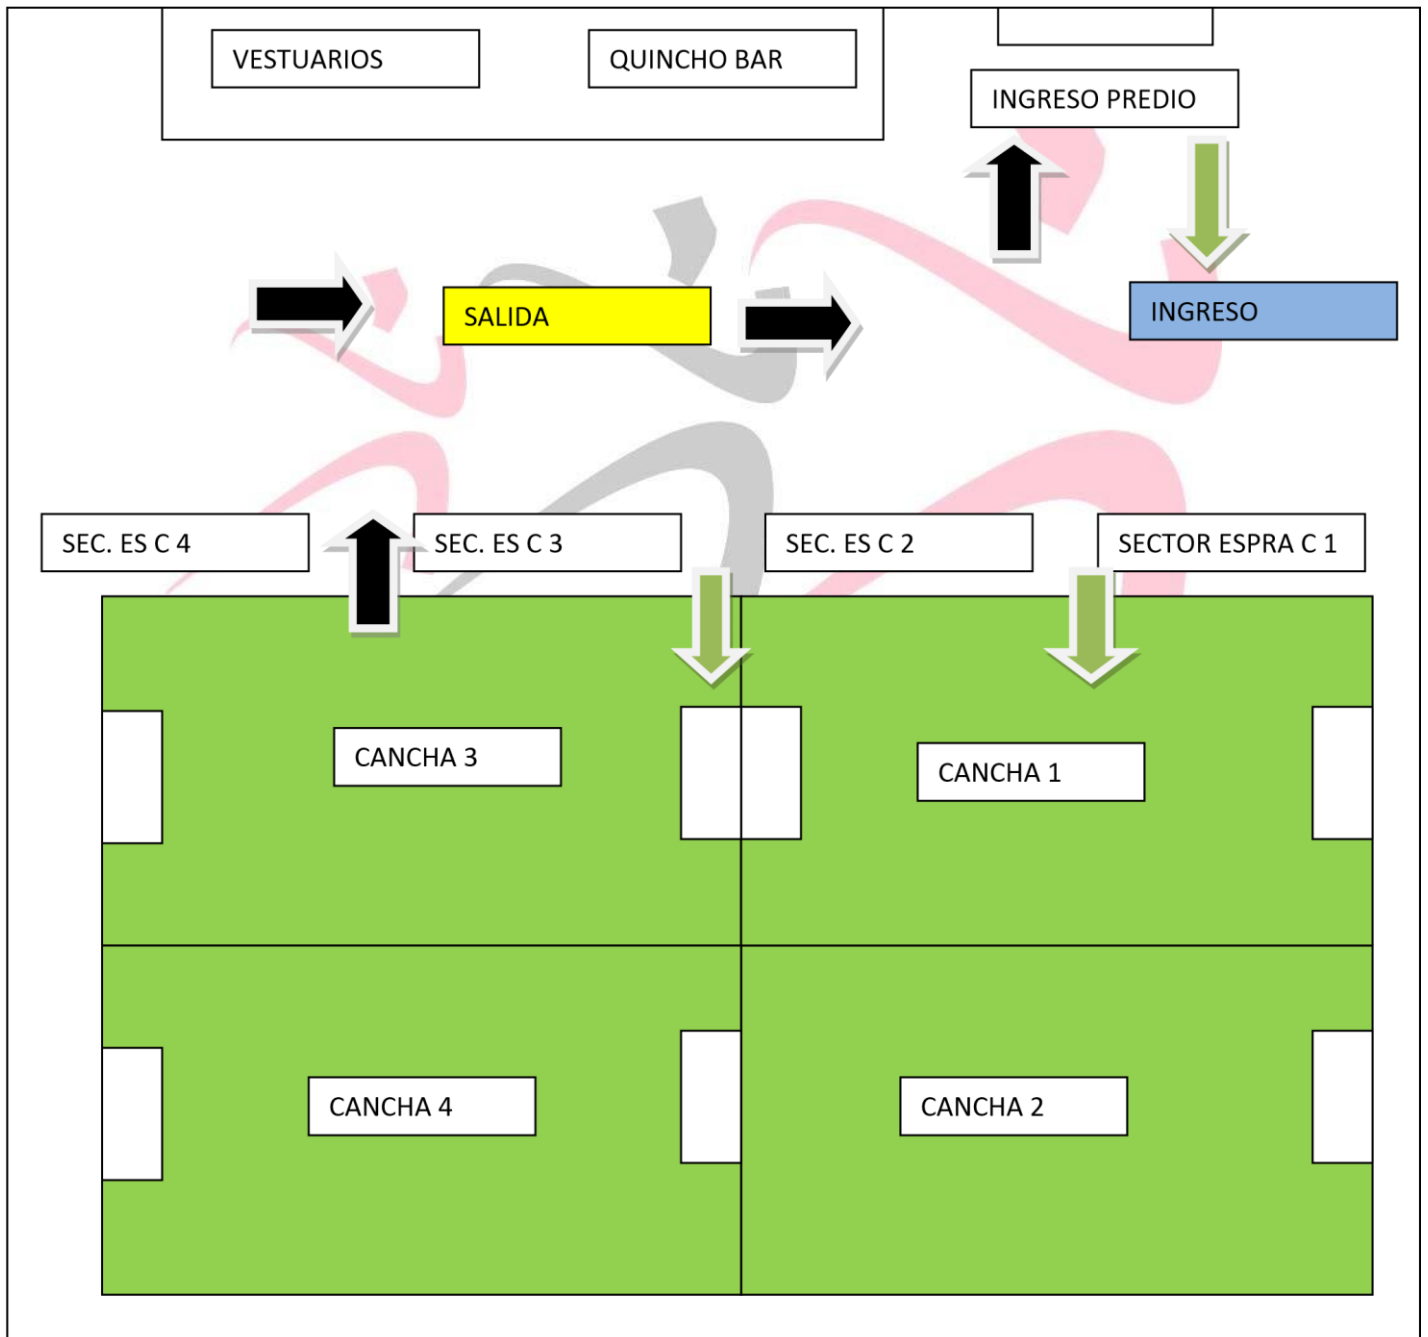 VESTUARIOS
QUINCHO BAR
INGRESO PREDIO
SALIDA
INGRESO
SEC. ES C 4
SEC. ES C 3
SEC. ES C 2
SECTOR ESPRA C 1
CANCHA 3
CANCHA 1
CANCHA 4
CANCHA 2